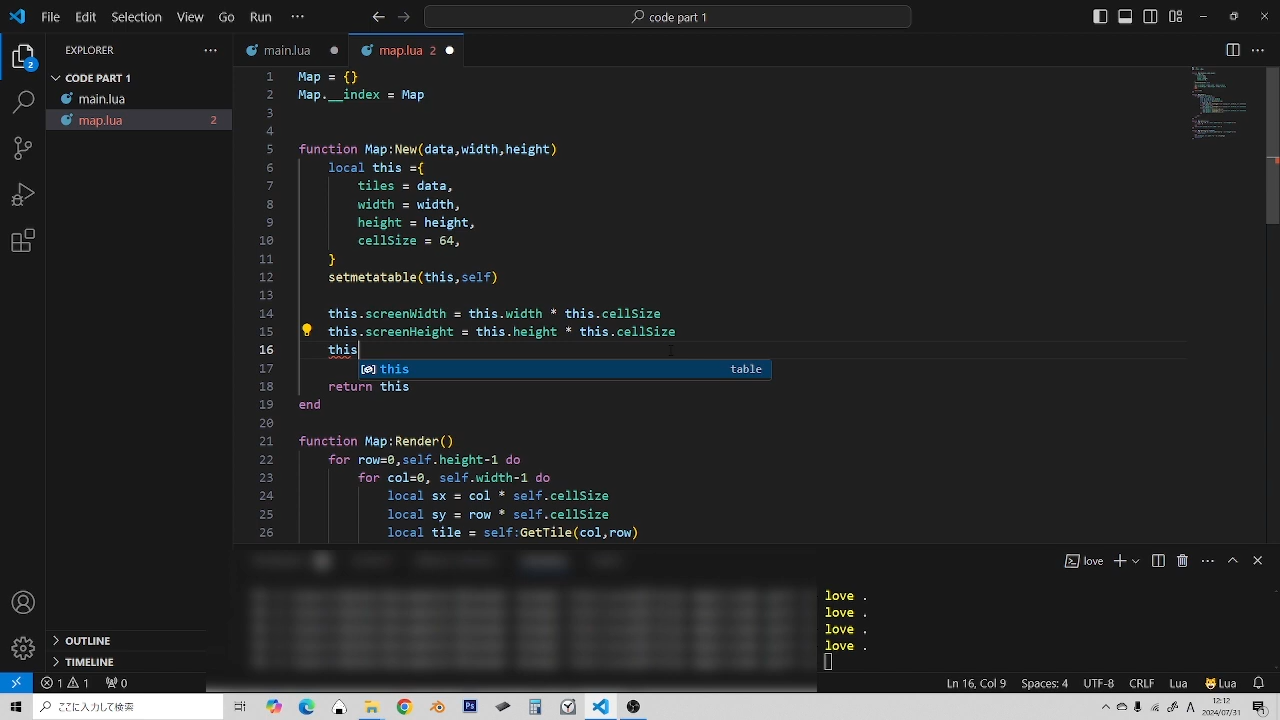 File Edit Selection View Go Run ··· code part 1
EXPLORER ···
CODE PART 1
main.lua
map.lua 2
2
main.lua
map.lua 2
1 Map = {}
2 Map.__index = Map
3
4
5 function Map:New(data,width,height)
6 local this ={
7 tiles = data,
8 width = width,
9 height = height,
10 cellSize = 64,
11 }
12 setmetatable(this,self)
13
14 this.screenWidth = this.width * this.cellSize
15 this.screenHeight = this.height * this.cellSize
16 this
17 this table
18 return this
19 end
20
21 function Map:Render()
22 for row=0,self.height-1 do
23 for col=0, self.width-1 do
24 local sx = col * self.cellSize
25 local sy = row * self.cellSize
26 local tile = self:GetTile(col,row)
love
love .
love .
love .
love .
OUTLINE
TIMELINE
1 1 0 Ln 16, Col 9 Spaces: 4 UTF-8 CRLF Lua Lua
ここに入力して検索
12:12
2024/07/31